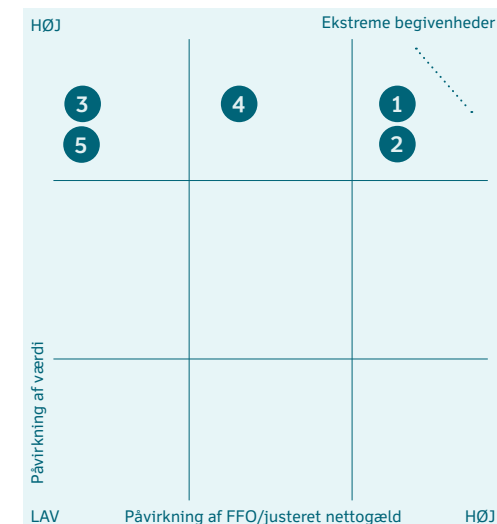 HØJ
Ekstreme begivenheder
3
4
1
5
2
Påvirkning af værdi
LAV
Påvirkning af FFO/justeret nettogæld
HØJ